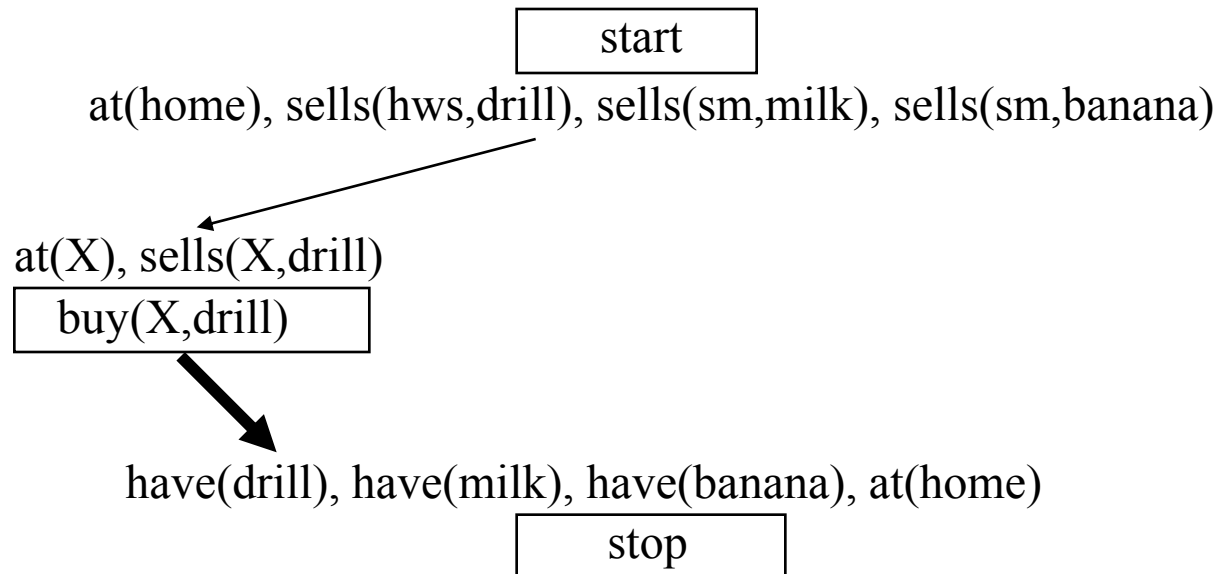 start
at(home), sells(hws,drill), sells(sm,milk), sells(sm,banana)
at(X), sells(X,drill)
buy(X,drill)
have(drill), have(milk), have(banana), at(home)
stop